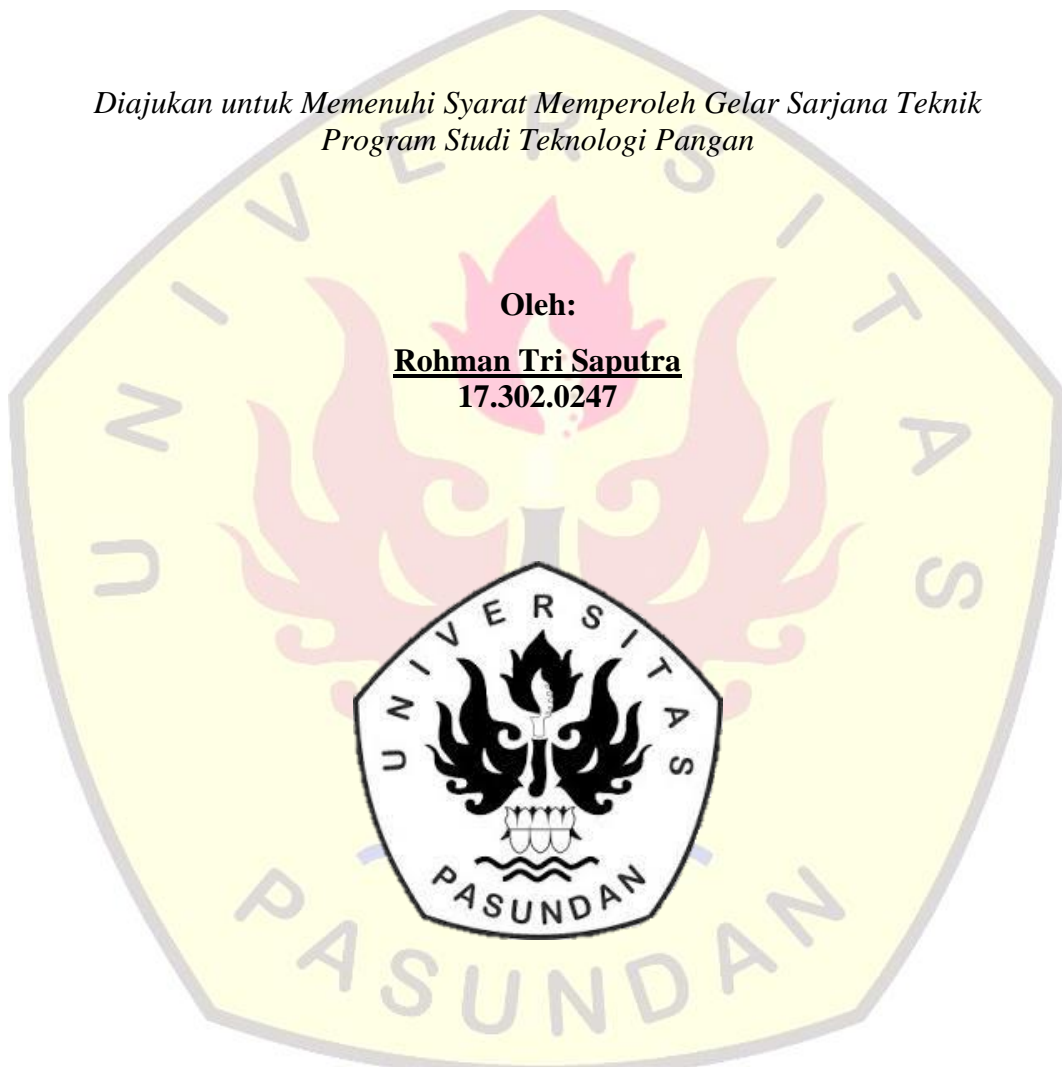 Diajukan untuk Memenuhi Syarat Memperoleh Gelar Sarjana Teknik
Program Studi Teknologi Pangan
Oleh:
Rohman Tri Saputra
17.302.0247
UNIVERSITAS
PASUNDAN
UNIVERSITAS
PASUNDAN